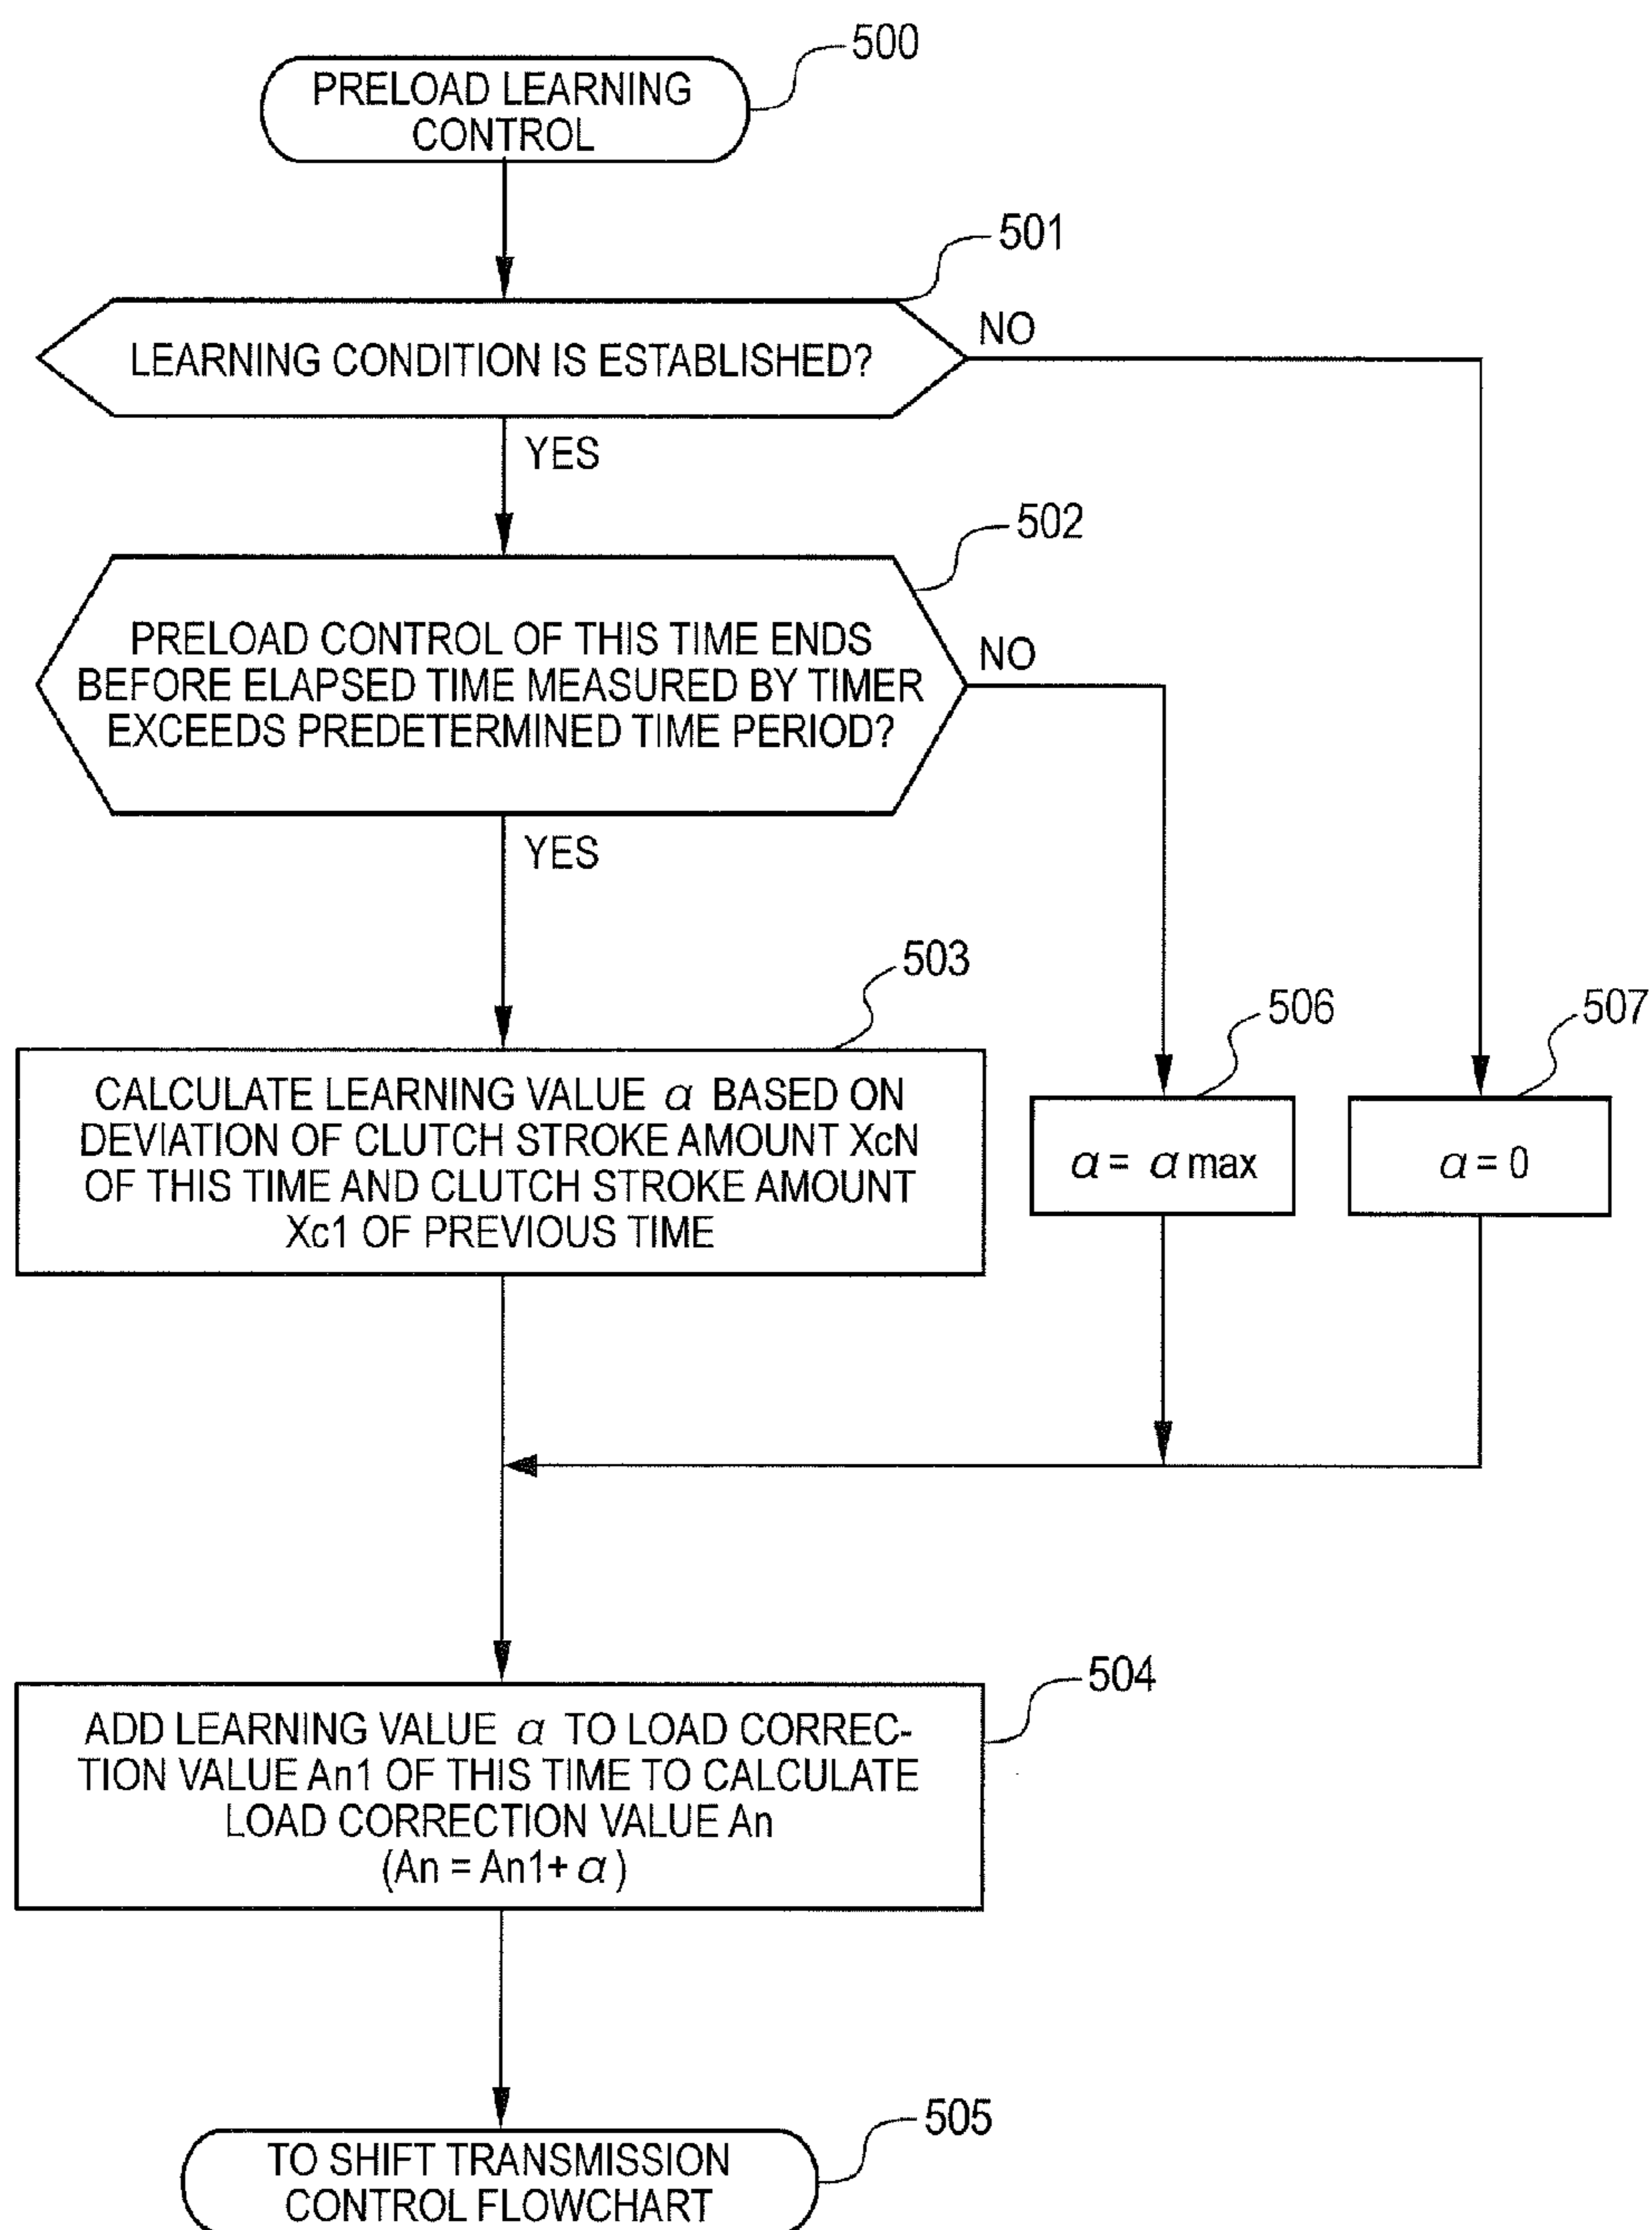 500
PRELOAD LEARNING
CONTROL
501
LEARNING CONDITION IS ESTABLISHED?
NO
YES
502
PRELOAD CONTROL OF THIS TIME ENDS
BEFORE ELAPSED TIME MEASURED BY TIMER
EXCEEDS PREDETERMINED TIME PERIOD?
NO
YES
503
CALCULATE LEARNING VALUE α BASED ON
DEVIATION OF CLUTCH STROKE AMOUNT XcN
OF THIS TIME AND CLUTCH STROKE AMOUNT
Xc1 OF PREVIOUS TIME
506
α = α max
507
α = 0
504
ADD LEARNING VALUE α TO LOAD CORREC-
TION VALUE An1 OF THIS TIME TO CALCULATE
LOAD CORRECTION VALUE An
(An = An1+ α )
505
TO SHIFT TRANSMISSION
CONTROL FLOWCHART